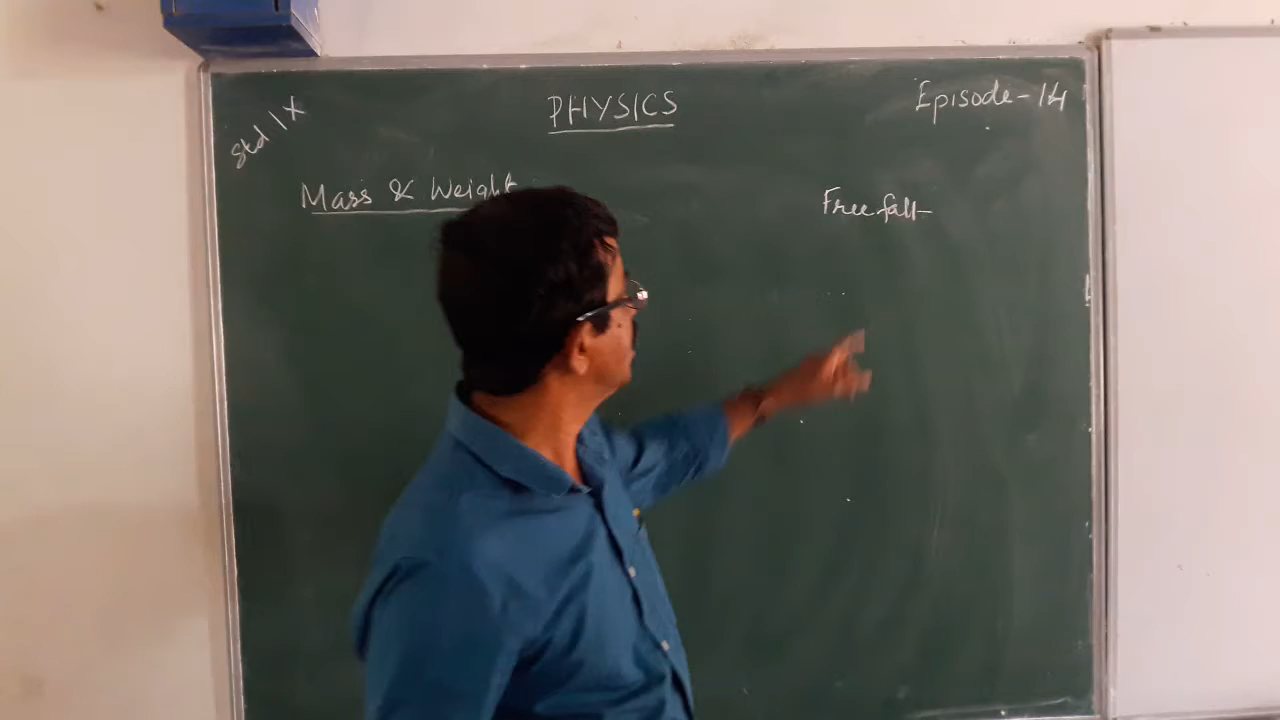 Std IX
PHYSICS
Episode-14
Mass & Weight
Free fall